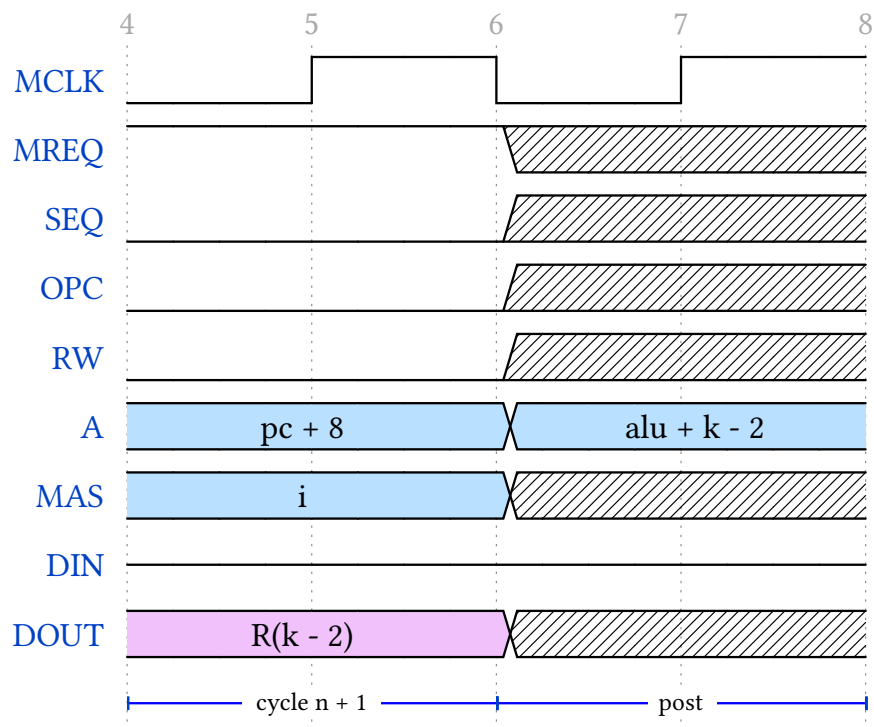 4 5 6 7 8
MCLK
MREQ
SEQ
OPC
RW
A pc + 8 alu + k - 2
MAS i
DIN
DOUT R(k - 2)
cycle n + 1 post